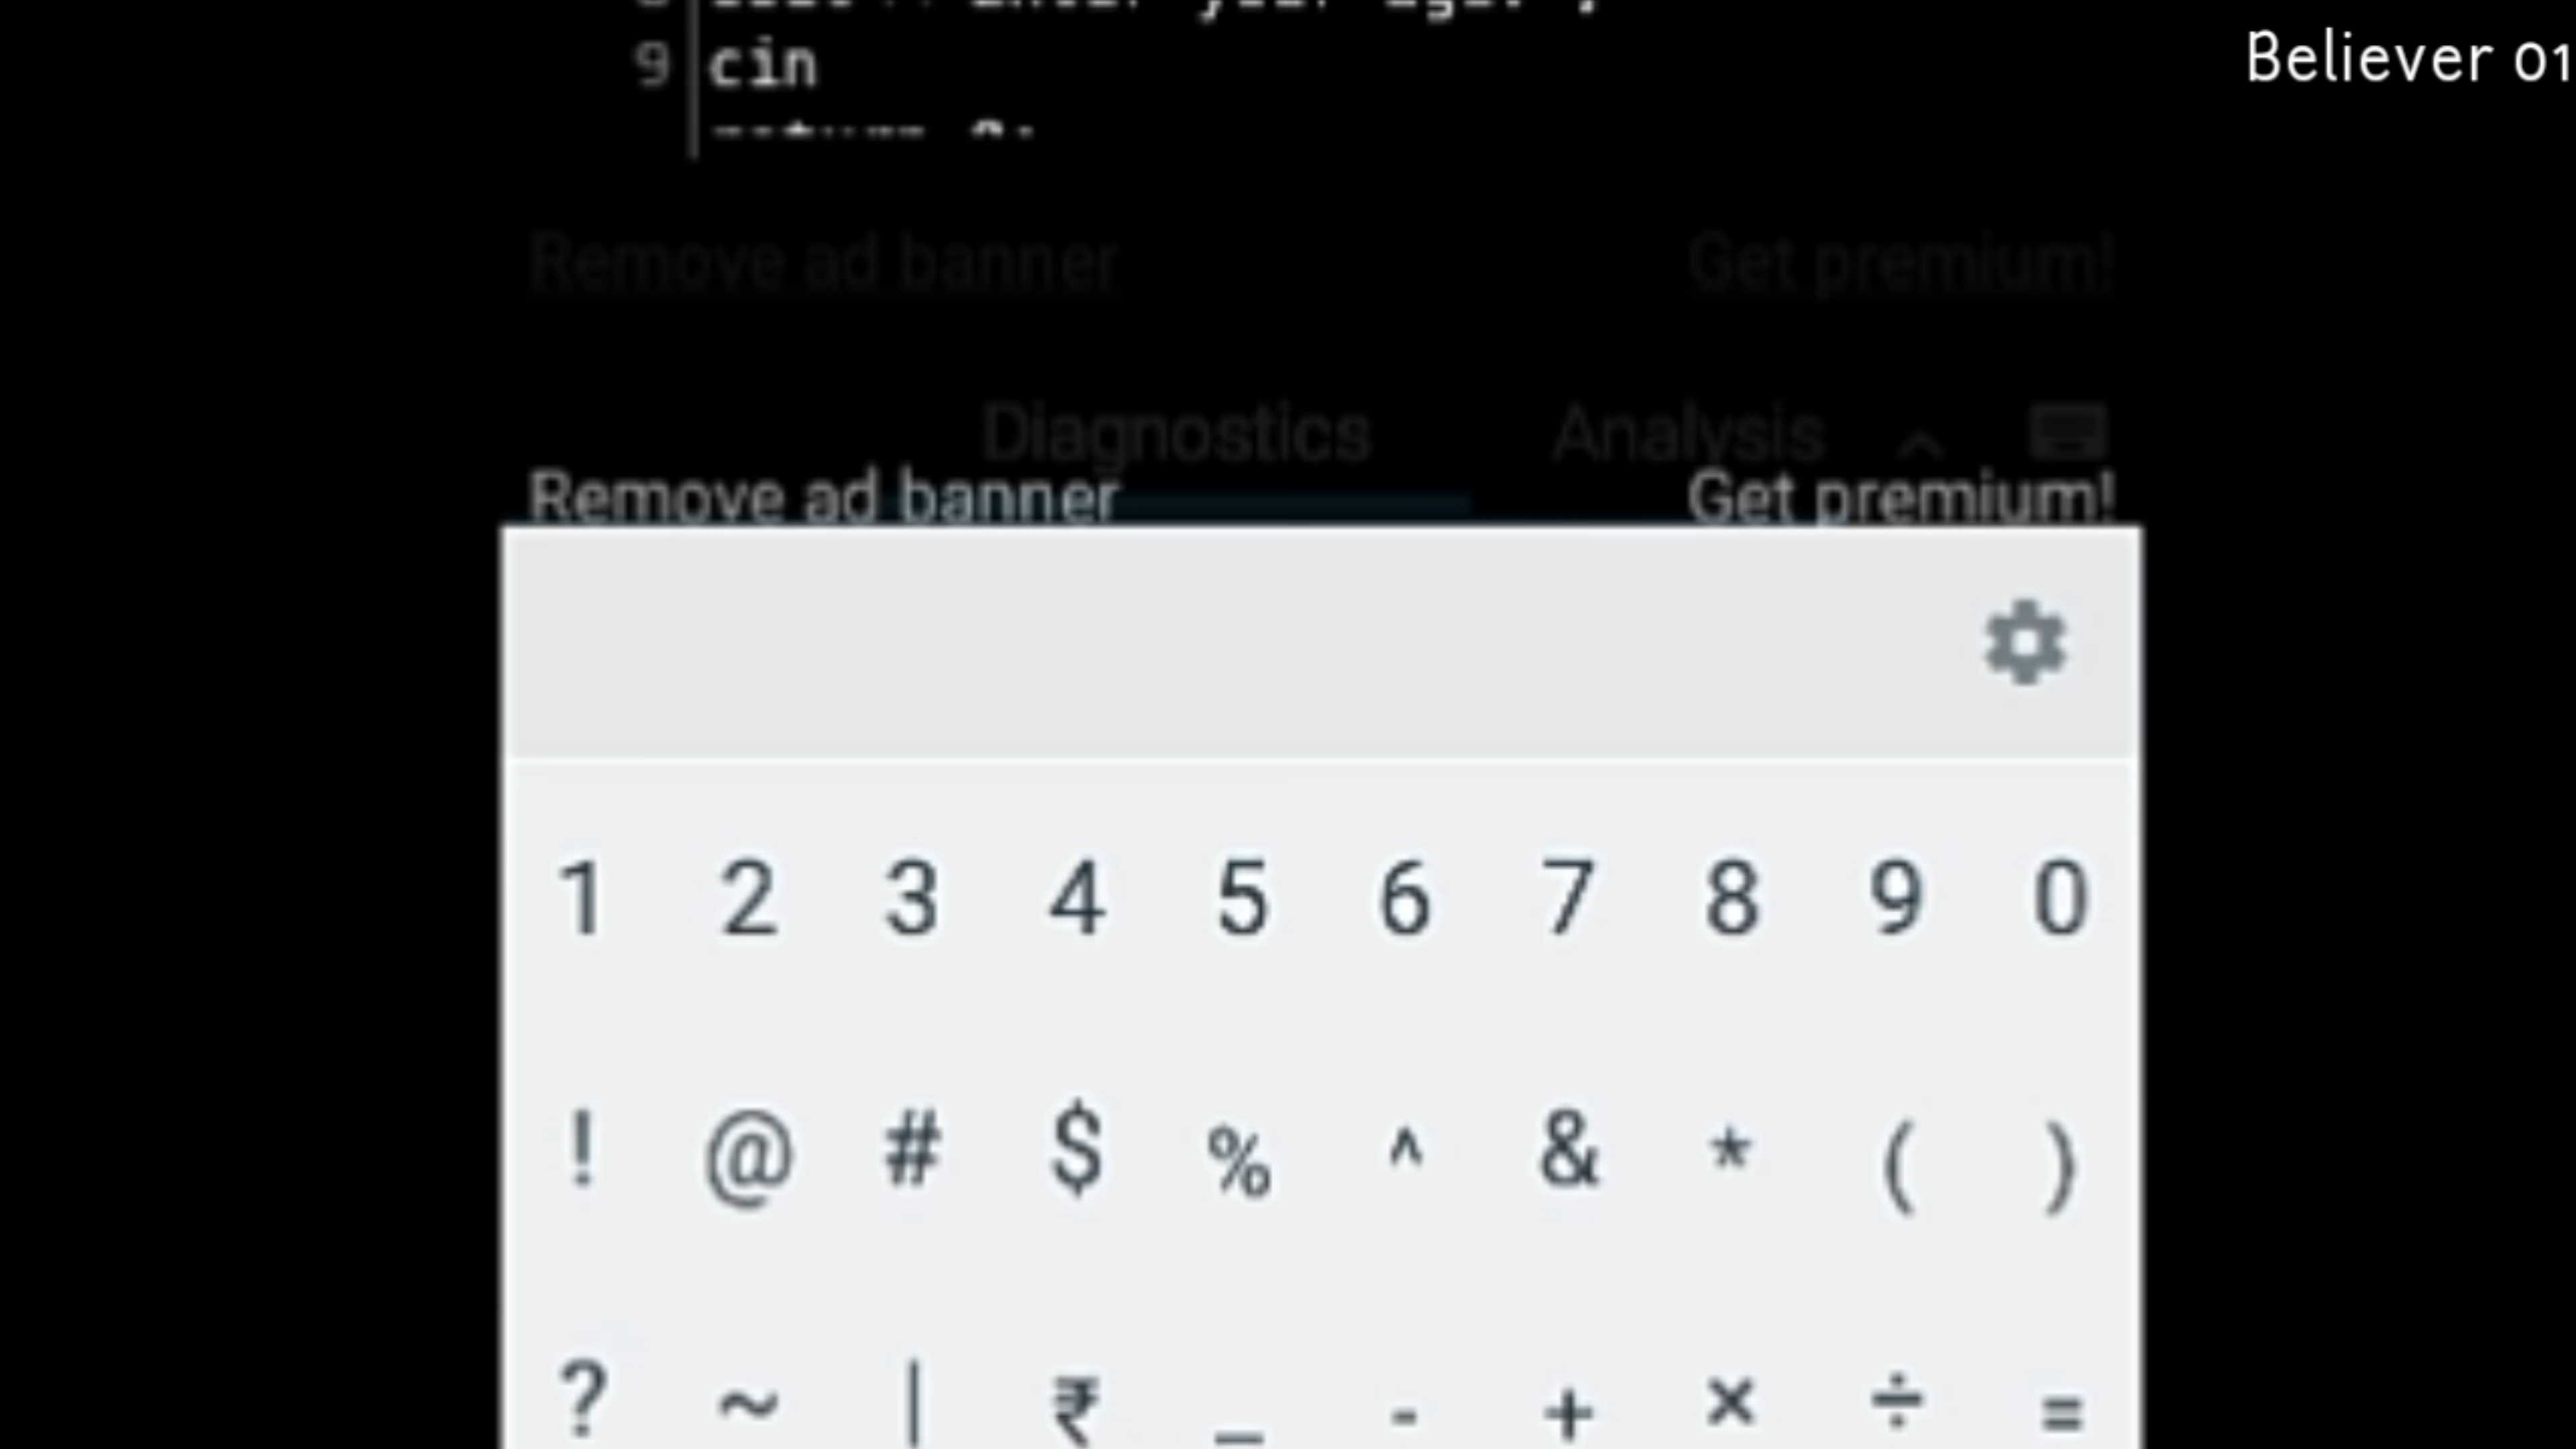 Believer 01
9 cin
Remove ad banner Get premium!
Diagnostics Analysis
Remove ad banner Get premium!
1 2 3 4 5 6 7 8 9 0
! @ # $ % ^ & * ( )
? ~ | ₹ _ - + × ÷ =